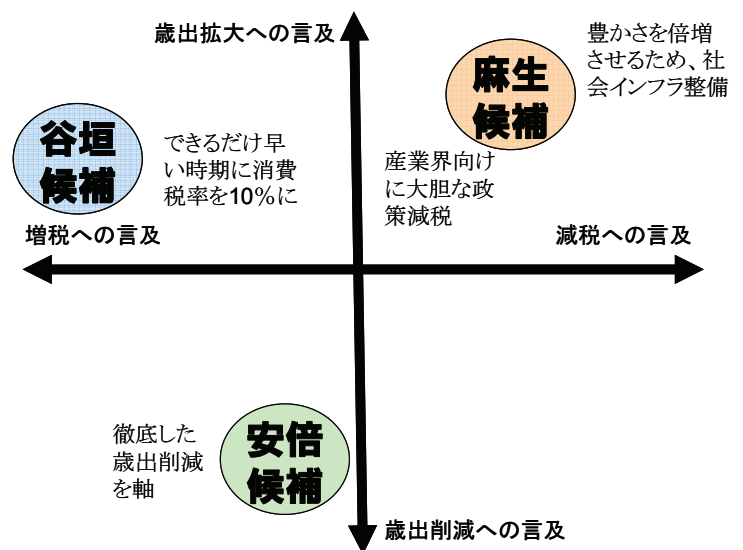 歳出拡大への言及
豊かさを倍増
させるため、社
会インフラ整備
麻生
候補
谷垣
候補
できるだけ早
い時期に消費
税率を10％に
産業界向け
に大胆な政
策減税
増税への言及
減税への言及
徹底した
歳出削減
を軸
安倍
候補
歳出削減への言及